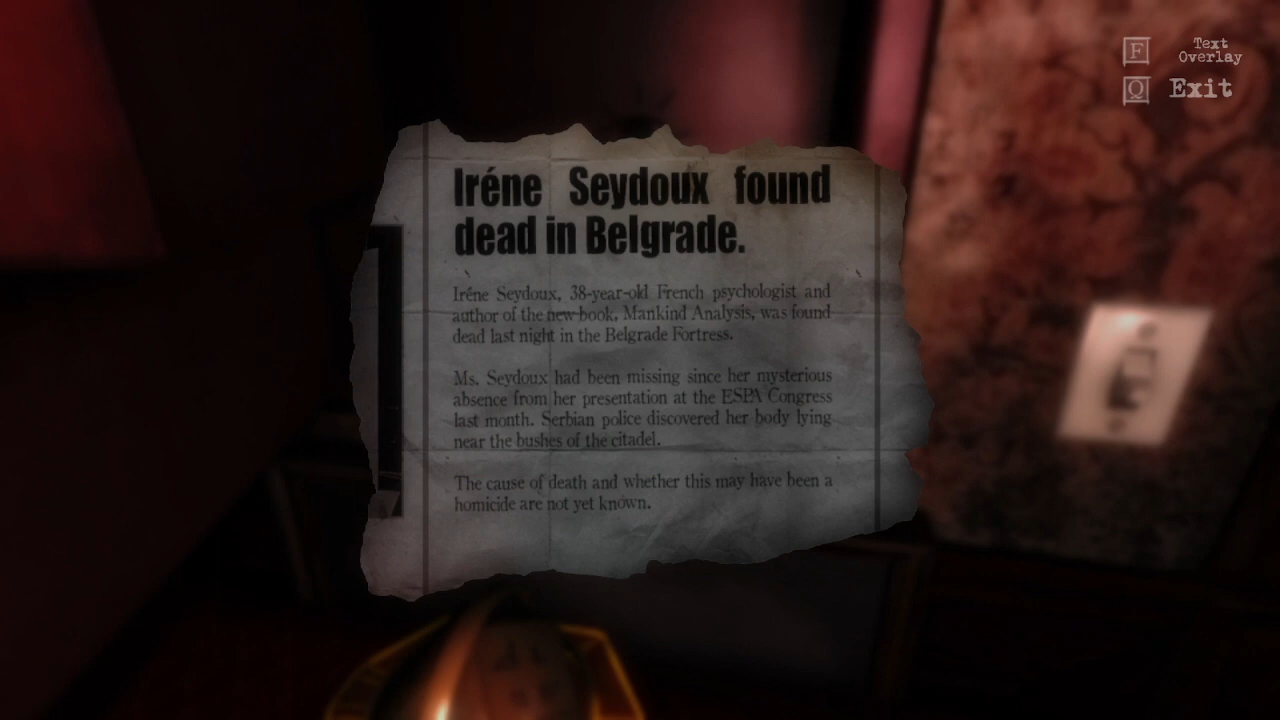 F Text
Overlay
Q Exit
Iréne Seydoux found
dead in Belgrade.
Iréne Seydoux, 38-year-old French psychologist and
author of the new book, Mankind Analysis, was found
dead last night in the Belgrade Fortress.
Ms. Seydoux had been missing since her mysterious
absence from her presentation at the ESPA Congress
last month. Serbian police discovered her body lying
near the bushes of the citadel.
The cause of death and whether this may have been a
homicide are not yet known.